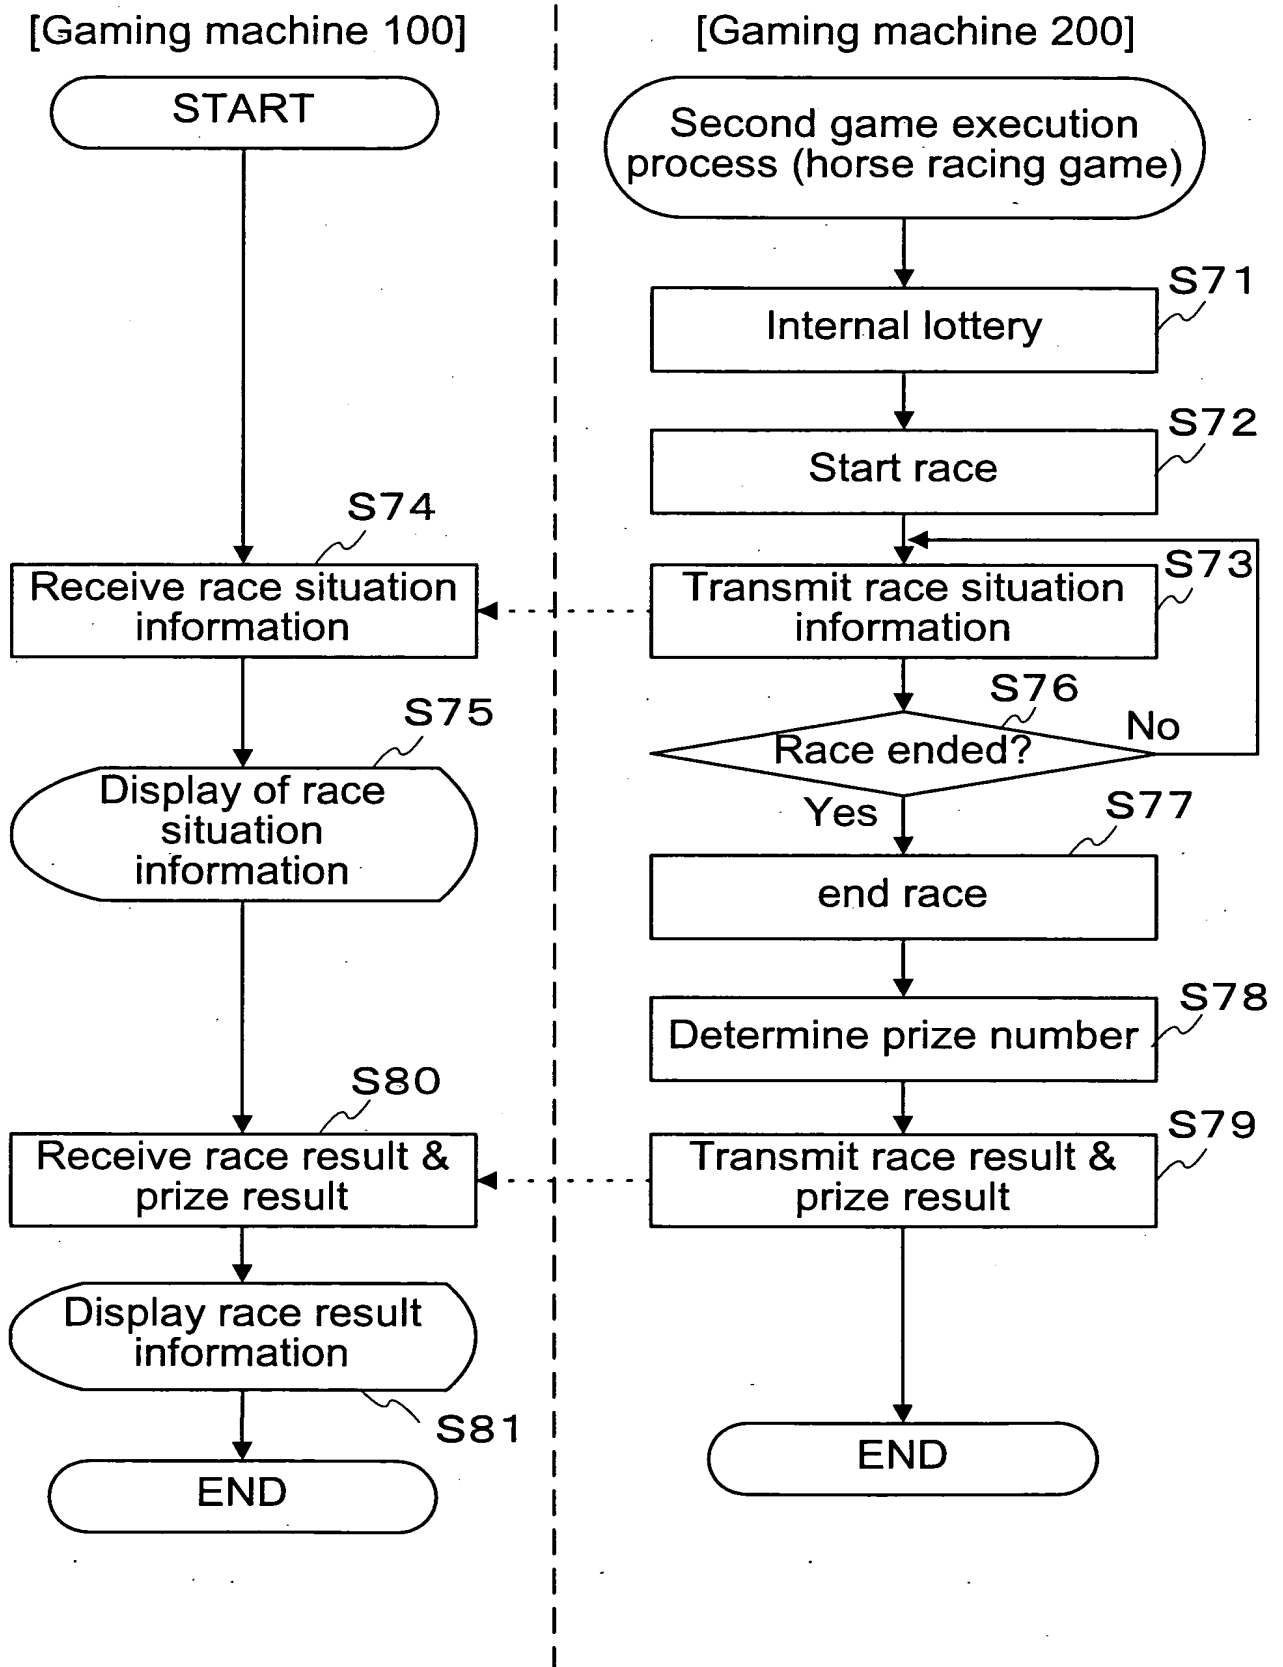 [Gaming machine 100]
START
S74
Receive race situation
information
S75
Display of race
situation
information
S80
Receive race result &
prize result
Display race result
information
S81
END
[Gaming machine 200]
Second game execution
process (horse racing game)
S71
Internal lottery
S72
Start race
S73
Transmit race situation
information
S76
Race ended?
No
Yes
S77
end race
S78
Determine prize number
S79
Transmit race result &
prize result
END